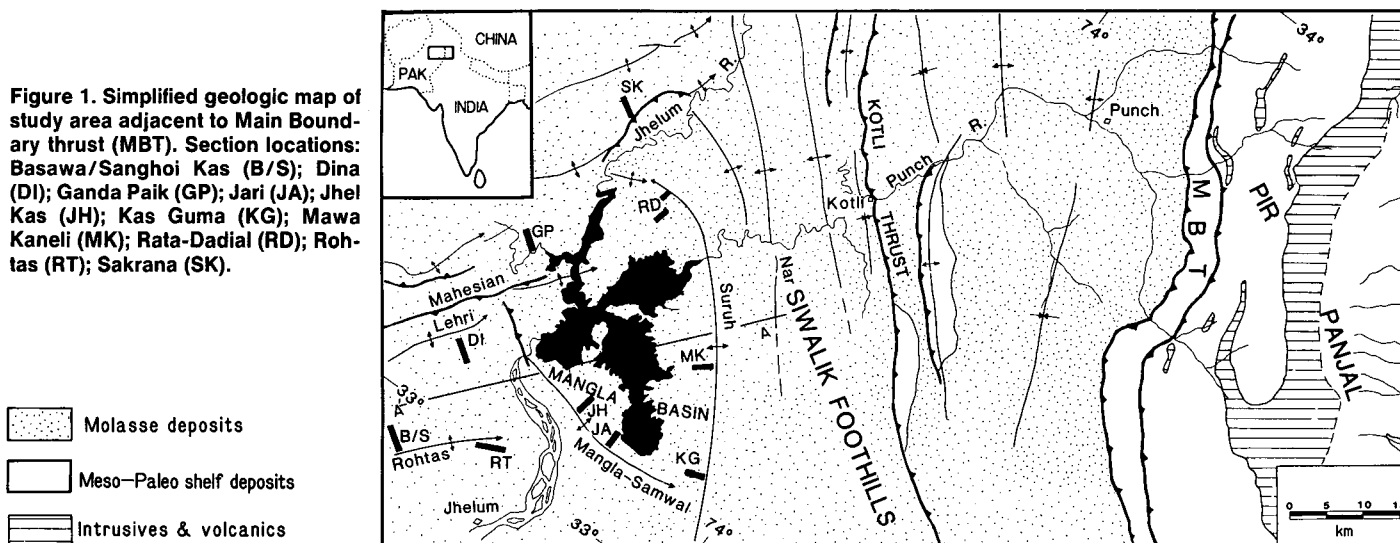 Figure 1. Simplified geologic map of
study area adjacent to Main Bound-
ary thrust (MBT). Section locations:
Basawa/Sanghoi Kas (B/S); Dina
(DI); Ganda Paik (GP); Jari (JA); Jhel
Kas (JH); Kas Guma (KG); Mawa
Kaneli (MK); Rata-Dadial (RD); Roh-
tas (RT); Sakrana (SK).
Molasse deposits
Meso-Paleo shelf deposits
Intrusives & volcanics
CHINA
PAK
INDIA
SK
Jhelum R.
74°
34°
KOTLI
THRUST
Punch R.
Punch
Kotli
MBT
PIR
PANJAL
RD
GP
Mahesian
Lehri
DI
Suruh
Nar
SIWALIK FOOTHILLS
A
MK
33°
A'
MANGLA
BASIN
JH
JA
B/S
Rohtas
RT
Mangla-Samwal
KG
Jhelum
33°
74°
0 5 10
km